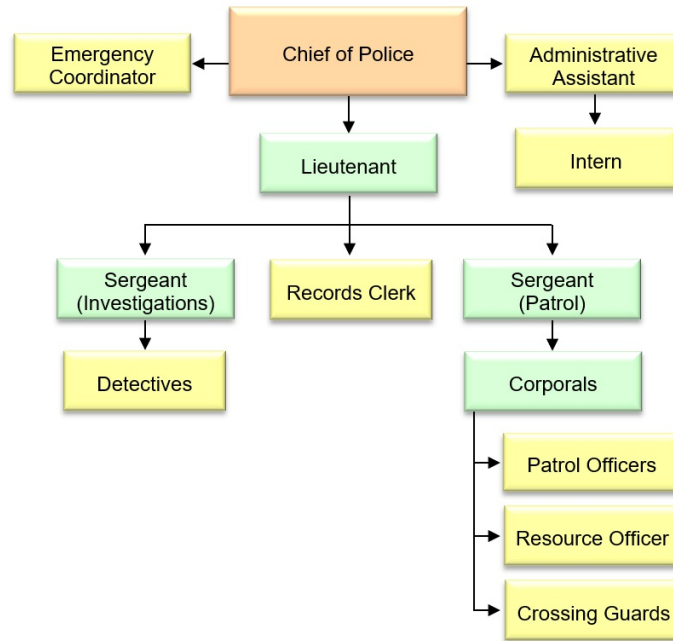 Emergency
Coordinator
Chief of Police
Administrative
Assistant
Intern
Lieutenant
Sergeant
(Investigations)
Records Clerk
Sergeant
(Patrol)
Detectives
Corporals
Patrol Officers
Resource Officer
Crossing Guards